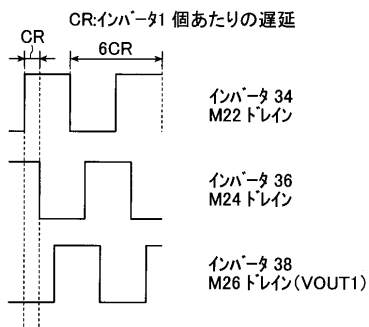 CR:インバータ1 個あたりの遅延
CR
6CR
インバータ 34
M22 ドレイン
インバータ 36
M24 ドレイン
インバータ 38
M26 ドレイン(VOUT1)